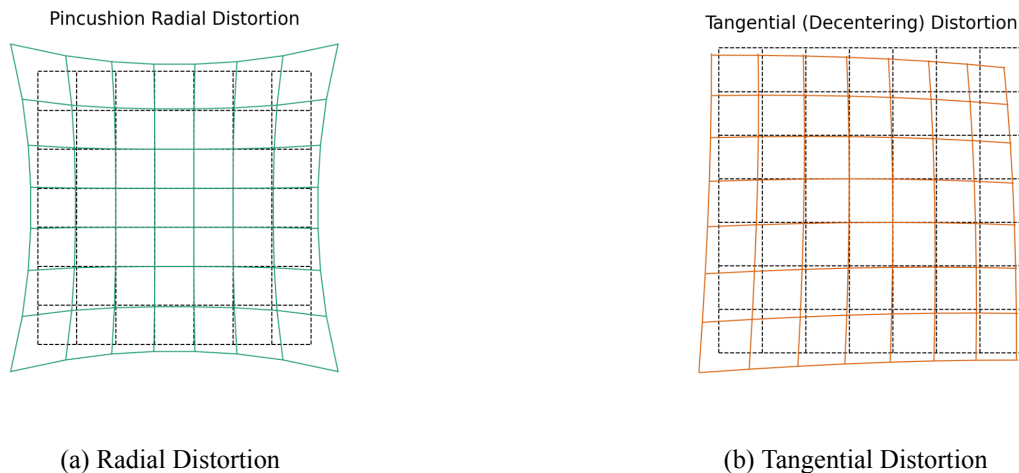 Pincushion Radial Distortion
Tangential (Decentering) Distortion
(a) Radial Distortion
(b) Tangential Distortion